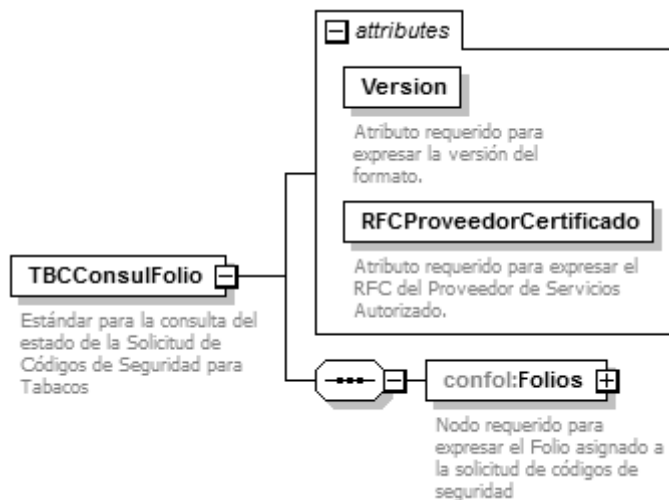 attributes
Version
Atributo requerido para
expresar la versión del
formato.
RFCProveedorCertificado
Atributo requerido para expresar el
RFC del Proveedor de Servicios
Autorizado.
TBCConsulFolio
Estándar para la consulta del
estado de la Solicitud de
Códigos de Seguridad para
Tabacos
confol:Folios
Nodo requerido para
expresar el Folio asignado a
la solicitud de códigos de
seguridad